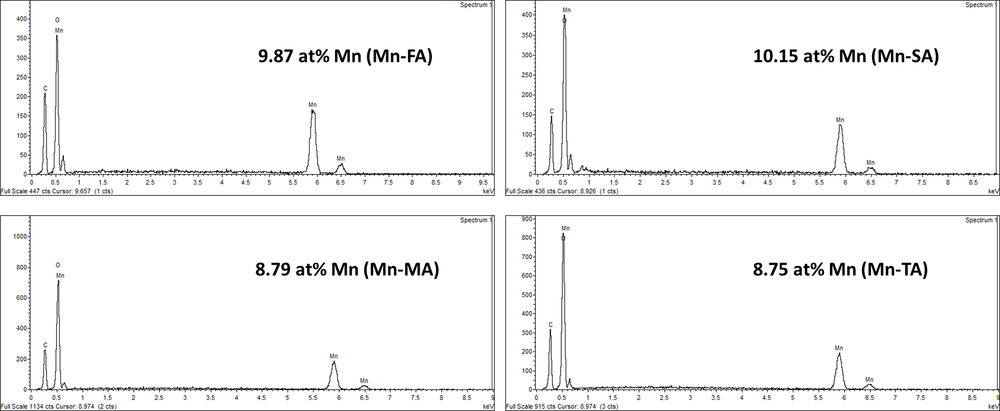 Spectrum 1
400
350
300
250
200
150
100
50
0
O
Mn
C
Mn
Mn
9.87 at% Mn (Mn-FA)
0 0.5 1 1.5 2 2.5 3 3.5 4 4.5 5 5.5 6 6.5 7 7.5 8 8.5 9 9.5
Full Scale 447 cts Cursor: 9.657 (1 cts) keV
Spectrum 1
400
350
300
250
200
150
100
50
0
Mn
O
C
Mn
Mn
10.15 at% Mn (Mn-SA)
0 0.5 1 1.5 2 2.5 3 3.5 4 4.5 5 5.5 6 6.5 7 7.5 8 8.5
Full Scale 436 cts Cursor: 8.926 (1 cts) keV
Spectrum 1
1000
800
600
400
200
0
O
Mn
C
Mn
Mn
8.79 at% Mn (Mn-MA)
0 0.5 1 1.5 2 2.5 3 3.5 4 4.5 5 5.5 6 6.5 7 7.5 8 8.5 9
Full Scale 1134 cts Cursor: 8.974 (2 cts) keV
Spectrum 1
900
800
700
600
500
400
300
200
100
0
Mn
O
C
Mn
Mn
8.75 at% Mn (Mn-TA)
0 0.5 1 1.5 2 2.5 3 3.5 4 4.5 5 5.5 6 6.5 7 7.5 8 8.5 9
Full Scale 915 cts Cursor: 8.974 (3 cts) keV